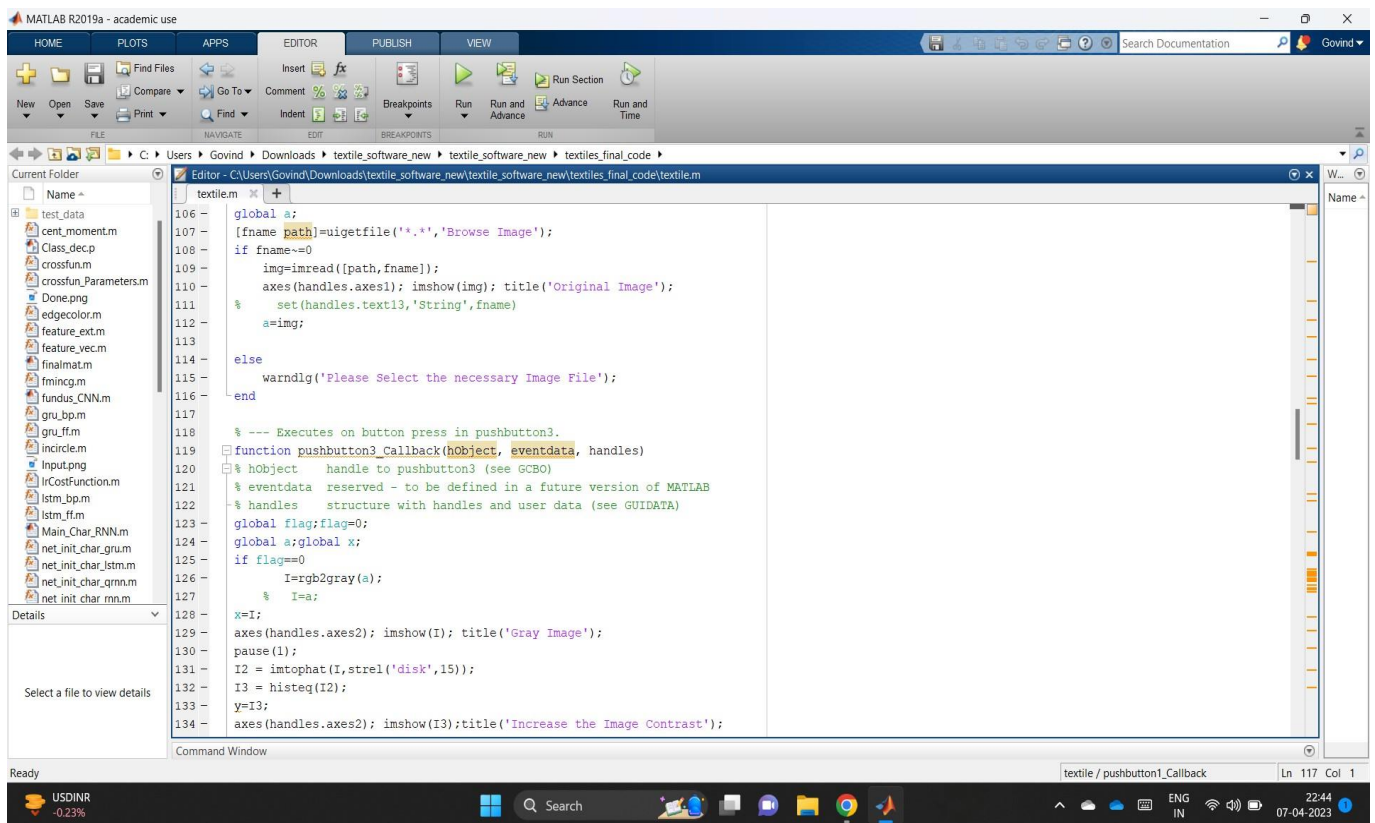 MATLAB R2019a - academic use
HOME PLOTS APPS EDITOR PUBLISH VIEW Search Documentation Govind
New Open Save Find Files Compare Print Go To Find Insert fx Comment Indent Breakpoints Run Run and Advance Run Section Advance Run and Time
FILE NAVIGATE EDIT BREAKPOINTS RUN
C: Users Govind Downloads textile_software_new textile_software_new textiles_final_code
Current Folder
Name
test_data
cent_moment.m
Class_dec.p
crossfun.m
crossfun_Parameters.m
Done.png
edgecolor.m
feature_ext.m
feature_vec.m
finalmat.m
fmincg.m
fundus_CNN.m
gru_bp.m
gru_ff.m
incircle.m
Input.png
lrCostFunction.m
lstm_bp.m
lstm_ff.m
Main_Char_RNN.m
net_init_char_gru.m
net_init_char_lstm.m
net_init_char_qrnn.m
net_init_char_rnn.m
Details
Select a file to view details
Editor - C:\Users\Govind\Downloads\textile_software_new\textile_software_new\textiles_final_code\textile.m
textile.m
106 - global a;
107 - [fname path]=uigetfile('*.*','Browse Image');
108 - if fname~=0
109 - img=imread([path,fname]);
110 - axes(handles.axes1); imshow(img); title('Original Image');
111 % set(handles.text13,'String',fname)
112 - a=img;
113
114 - else
115 - warndlg('Please Select the necessary Image File');
116 - end
117
118 % --- Executes on button press in pushbutton3.
119 function pushbutton3_Callback(hObject, eventdata, handles)
120 % hObject handle to pushbutton3 (see GCBO)
121 % eventdata reserved - to be defined in a future version of MATLAB
122 % handles structure with handles and user data (see GUIDATA)
123 - global flag;flag=0;
124 - global a;global x;
125 - if flag==0
126 - I=rgb2gray(a);
127 % I=a;
128 - x=I;
129 - axes(handles.axes2); imshow(I); title('Gray Image');
130 - pause(1);
131 - I2 = imtophat(I,strel('disk',15));
132 - I3 = histeq(I2);
133 - y=I3;
134 - axes(handles.axes2); imshow(I3);title('Increase the Image Contrast');
Command Window
W...
Name
Ready
textile / pushbutton1_Callback Ln 117 Col 1
USDINR
-0.23%
Search
ENG
IN
22:44
07-04-2023
1